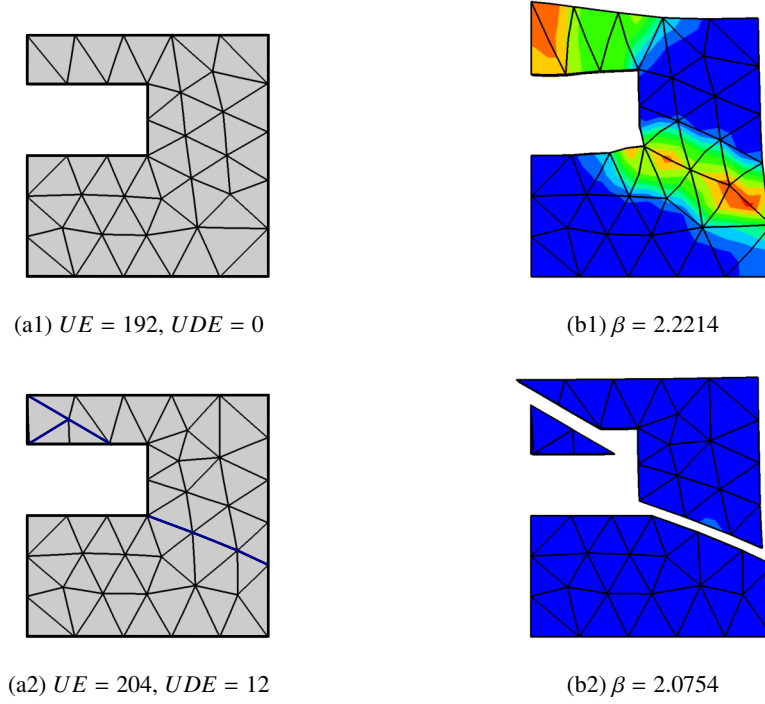 (a1) UE = 192, UDE = 0
(b1) β = 2.2214
(a2) UE = 204, UDE = 12
(b2) β = 2.0754